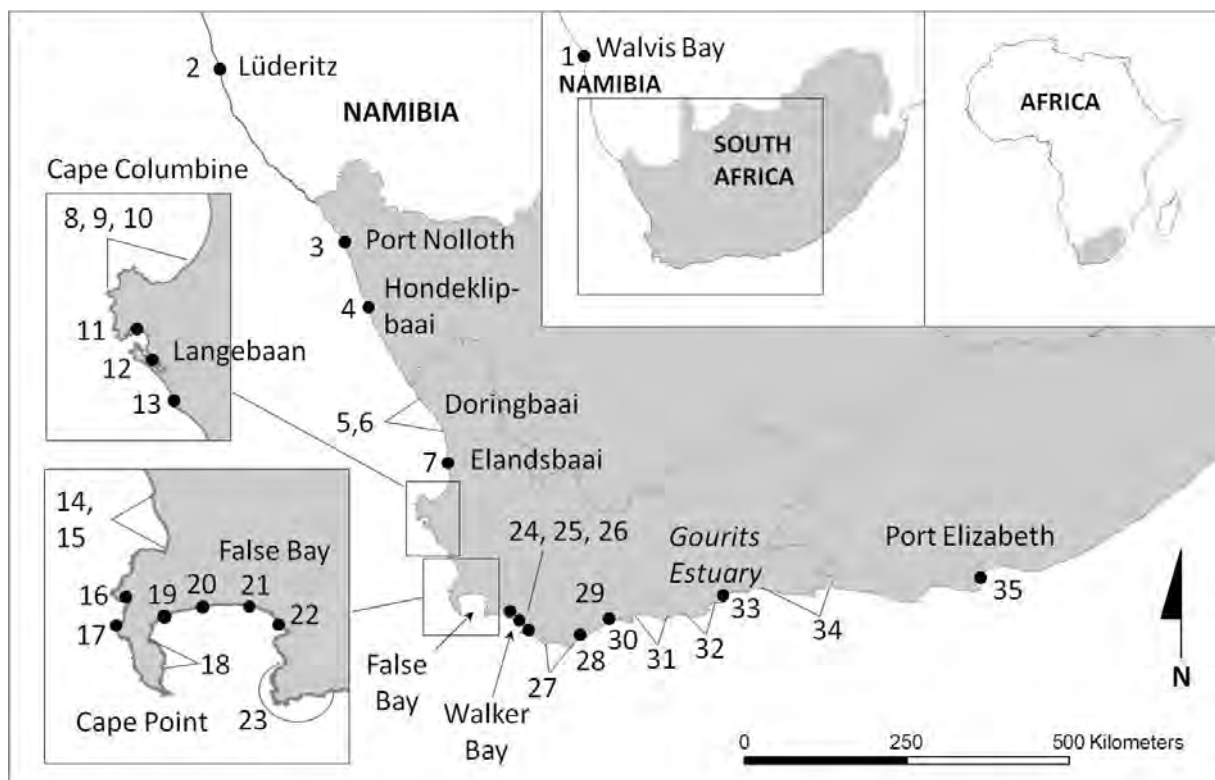 1
Walvis Bay
NAMIBIA
SOUTH
AFRICA
AFRICA
2
Lüderitz
NAMIBIA
Cape Columbine
8, 9, 10
11
12
Langebaan
13
3
Port Nolloth
4
Hondeklip-
baai
5,6
Doringbaai
7
Elandsbaai
14,
15
False Bay
16
17
19
20
21
22
18
Cape Point
23
24, 25, 26
Gourits
Estuary
Port Elizabeth
29
30
33
35
34
31
32
28
27
False
Bay
Walker
Bay
N
0
250
500 Kilometers